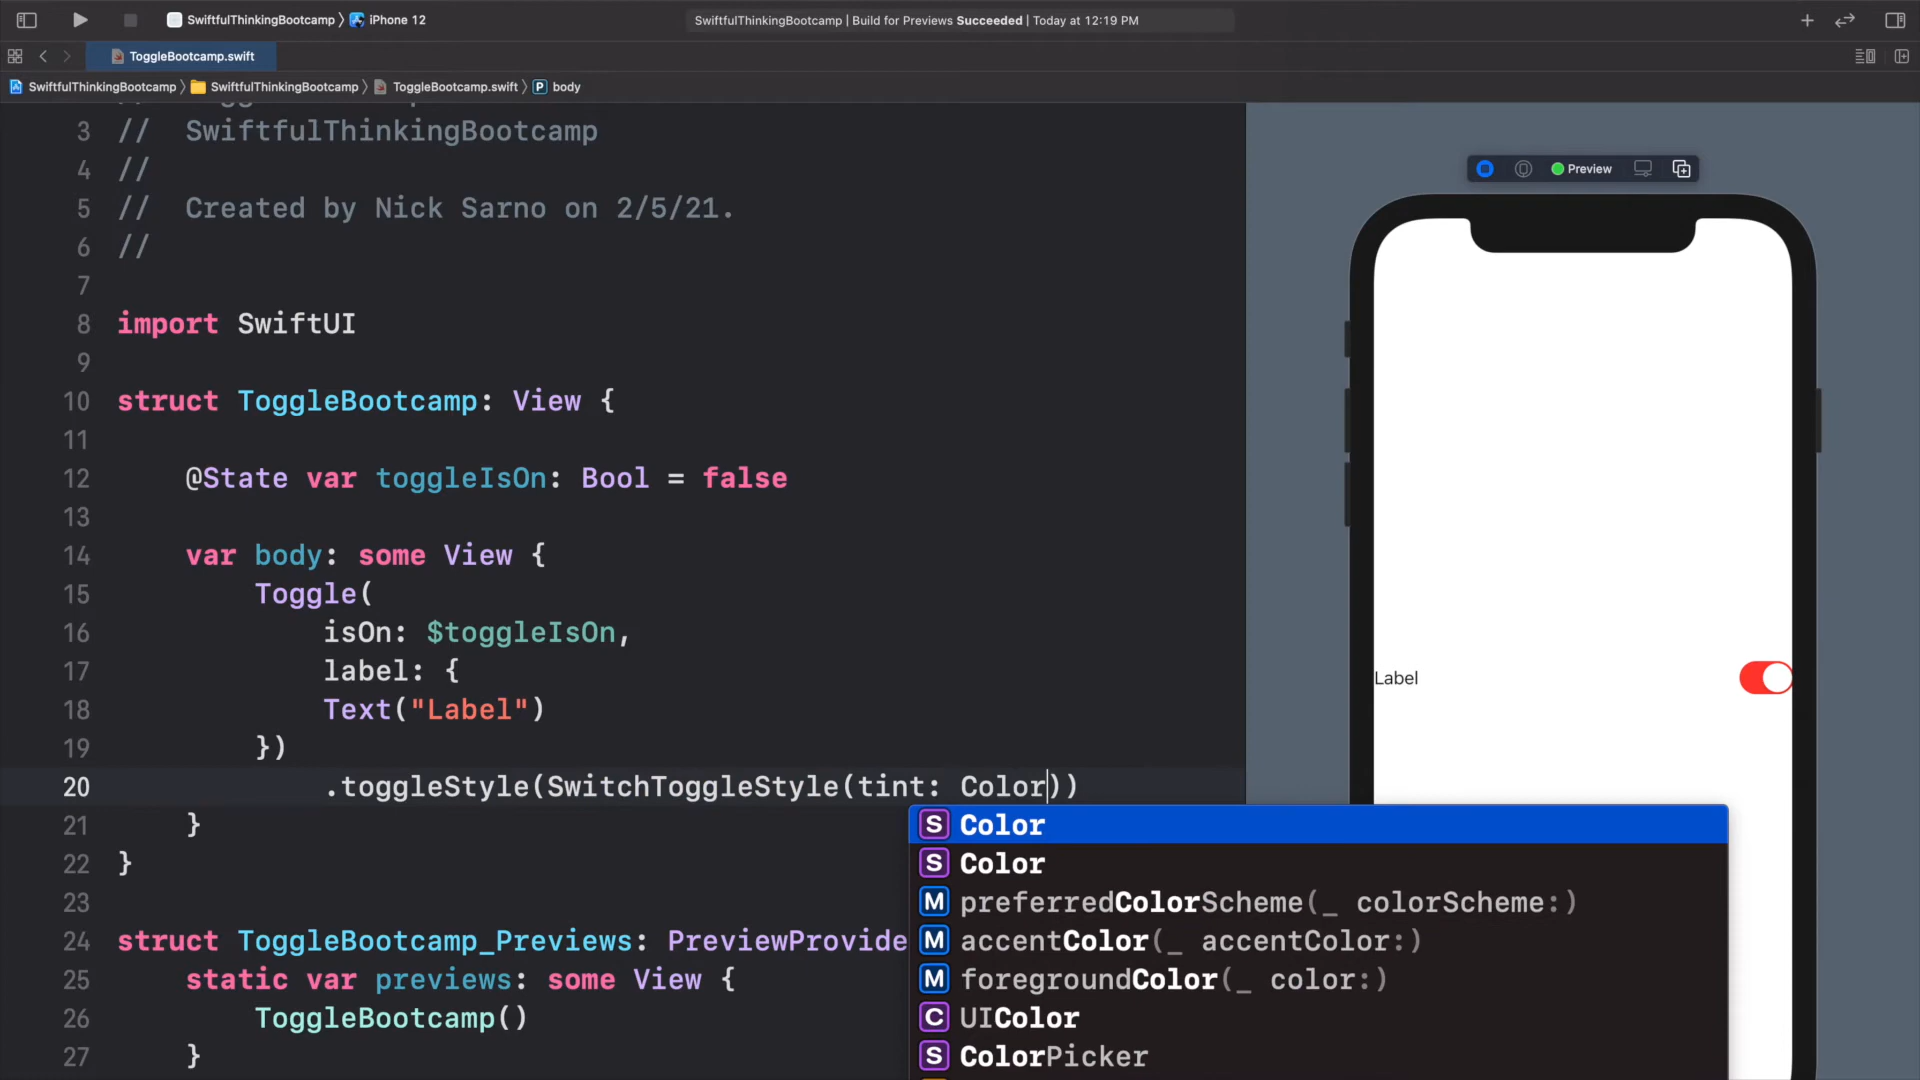 SwiftfulThinkingBootcamp 〉 iPhone 12
SwiftfulThinkingBootcamp | Build for Previews Succeeded | Today at 12:19 PM
ToggleBootcamp.swift
SwiftfulThinkingBootcamp 〉 SwiftfulThinkingBootcamp 〉 ToggleBootcamp.swift 〉 P body
3 //  SwiftfulThinkingBootcamp
4 //
5 //  Created by Nick Sarno on 2/5/21.
6 //
7
8 import SwiftUI
9
10 struct ToggleBootcamp: View {
11
12     @State var toggleIsOn: Bool = false
13
14     var body: some View {
15         Toggle(
16             isOn: $toggleIsOn,
17             label: {
18             Text("Label")
19         })
20             .toggleStyle(SwitchToggleStyle(tint: Color))
21     }
22 }
23
24 struct ToggleBootcamp_Previews: PreviewProvide
25     static var previews: some View {
26         ToggleBootcamp()
27     }
S Color
S Color
M preferredColorScheme(_ colorScheme:)
M accentColor(_ accentColor:)
M foregroundColor(_ color:)
C UIColor
S ColorPicker
Preview
Label